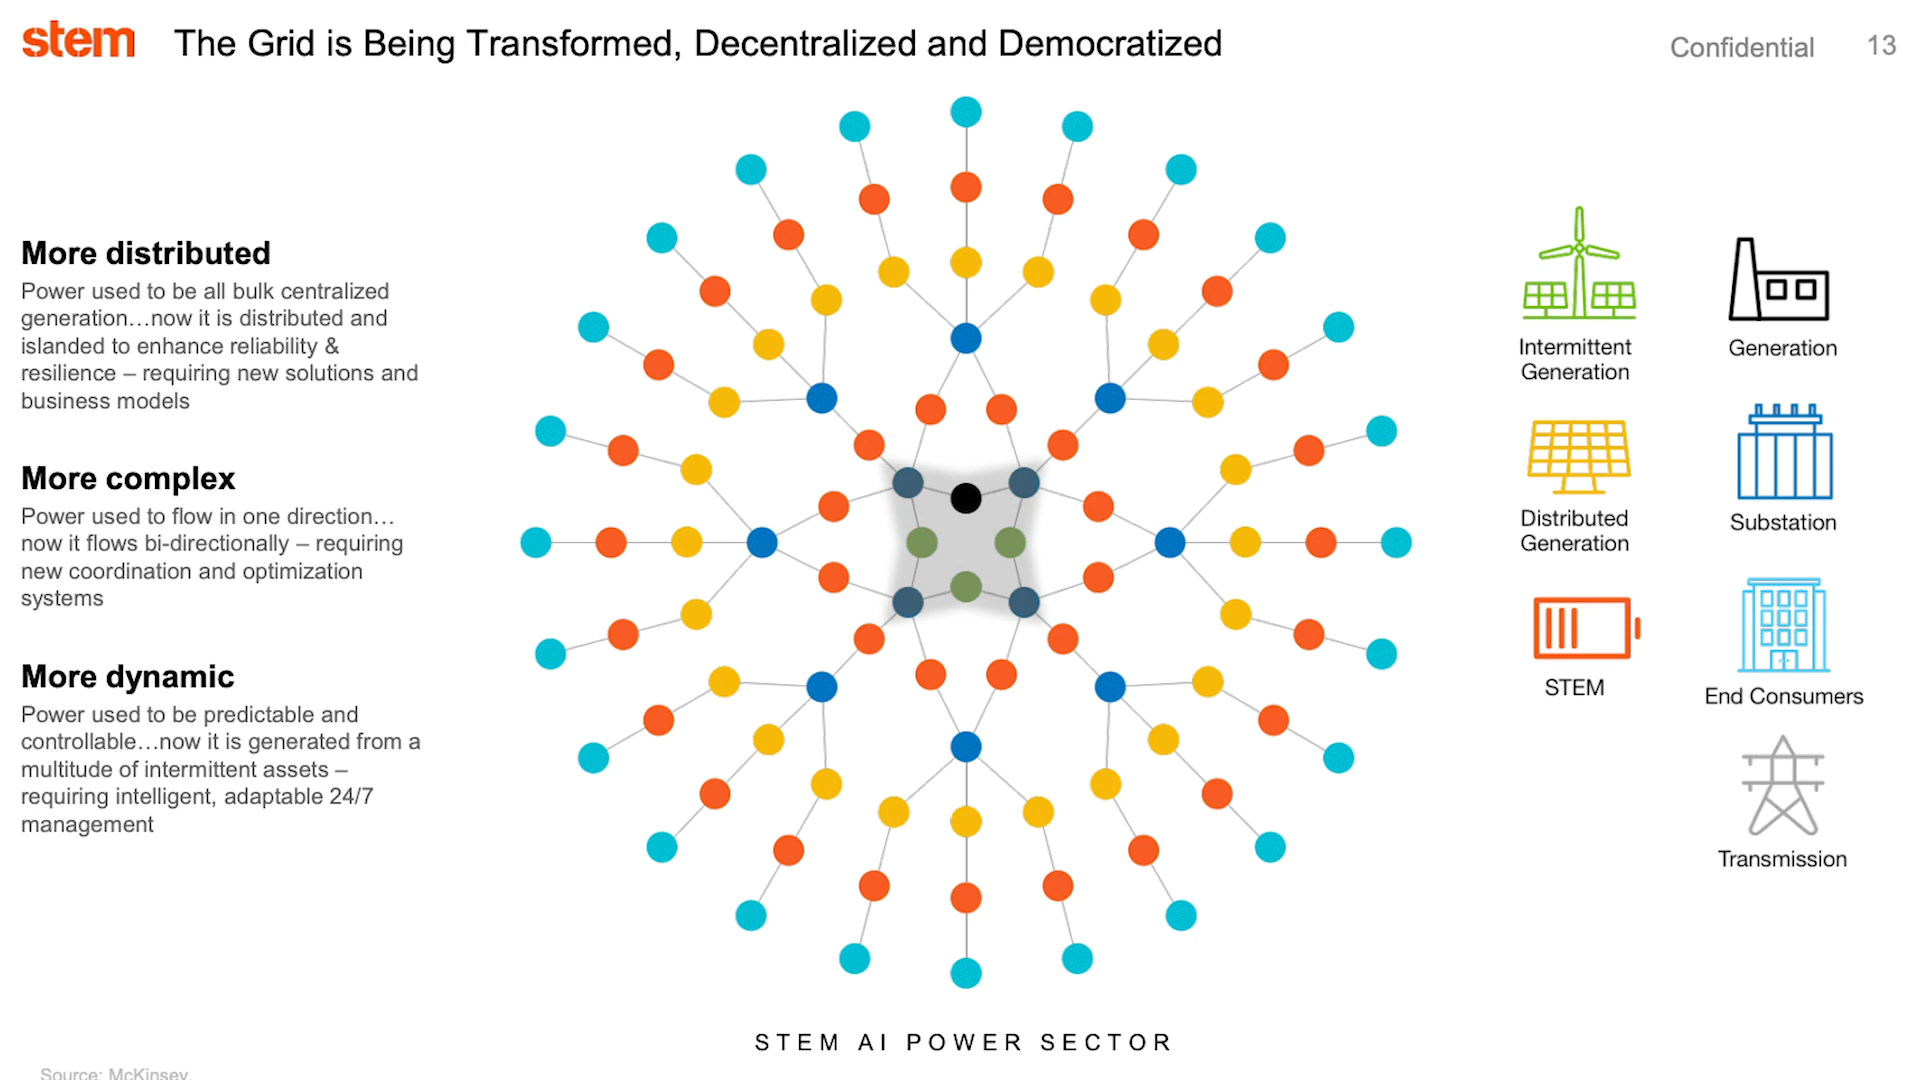 stem
The Grid is Being Transformed, Decentralized and Democratized
Confidential
13
More distributed
Power used to be all bulk centralized
generation…now it is distributed and
islanded to enhance reliability &
resilience – requiring new solutions and
business models
More complex
Power used to flow in one direction…
now it flows bi-directionally – requiring
new coordination and optimization
systems
More dynamic
Power used to be predictable and
controllable…now it is generated from a
multitude of intermittent assets –
requiring intelligent, adaptable 24/7
management
Intermittent
Generation
Generation
Distributed
Generation
Substation
STEM
End Consumers
Transmission
STEM AI POWER SECTOR
Source: McKinsey.